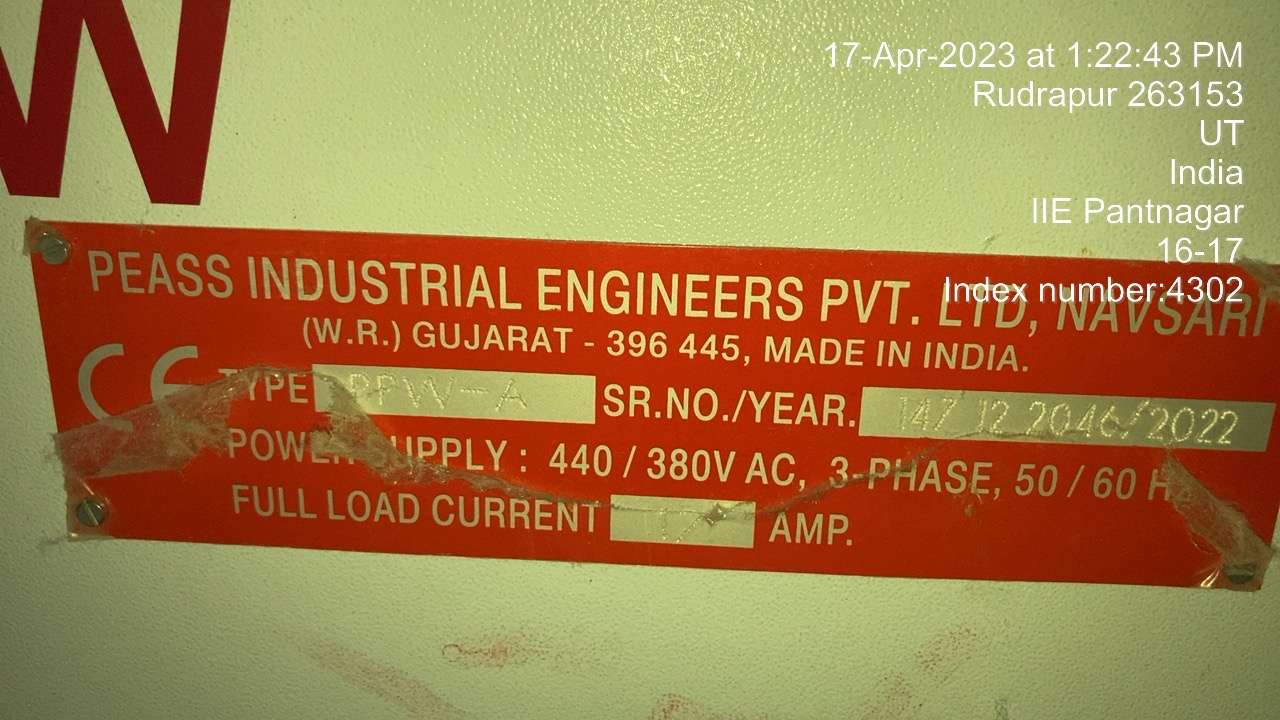 W
17-Apr-2023 at 1:22:43 PM
Rudrapur 263153
UT
India
IIE Pantnagar
16-17
Index number:4302
PEASS INDUSTRIAL ENGINEERS PVT. LTD, NAVSARI
(W.R.) GUJARAT - 396 445, MADE IN INDIA.
CE TYPE SR.NO./YEAR. 2046/2022
POWER SUPPLY : 440 / 380V AC, 3-PHASE, 50 / 60 HZ
FULL LOAD CURRENT AMP.